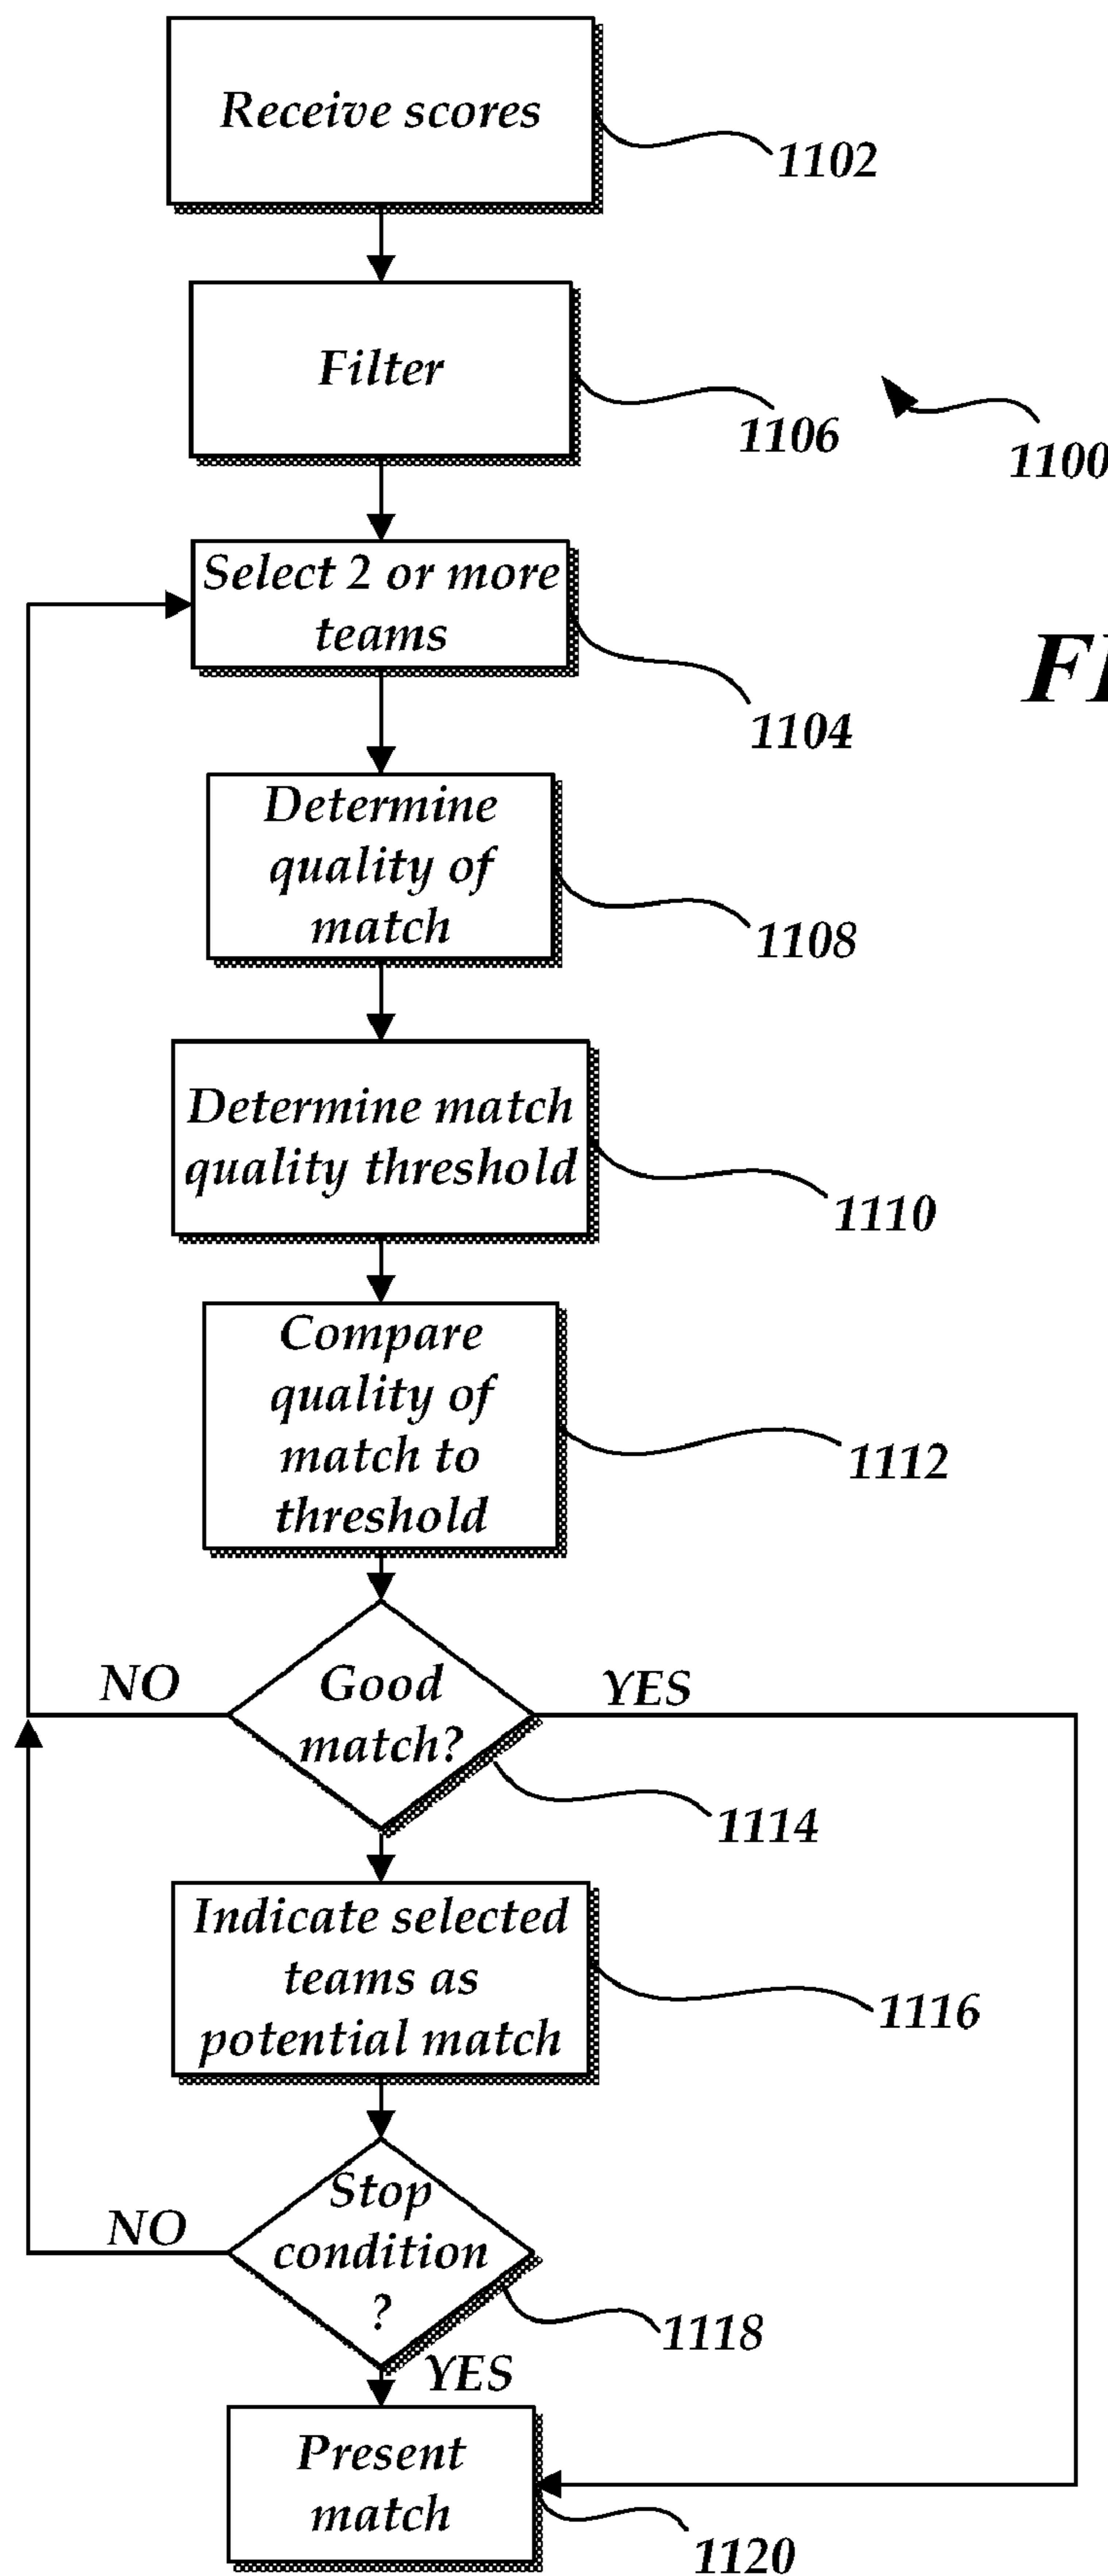 Receive scores
1102
Filter
1106
1100
Select 2 or more
teams
1104
Determine
quality of
match
1108
Determine match
quality threshold
1110
Compare
quality of
match to
threshold
1112
NO
Good
match?
YES
1114
Indicate selected
teams as
potential match
1116
NO
Stop
condition
?
1118
YES
Present
match
1120